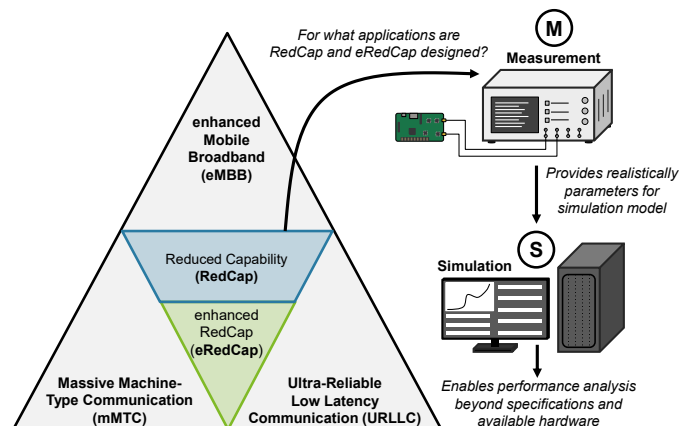 For what applications are
RedCap and eRedCap designed?
M
Measurement
enhanced
Mobile
Broadband
(eMBB)
Provides realistically
parameters for
simulation model
Reduced Capability
(RedCap)
S
Simulation
enhanced
RedCap
(eRedCap)
Massive Machine-
Type Communication
(mMTC)
Ultra-Reliable
Low Latency
Communication (URLLC)
Enables performance analysis
beyond specifications and
available hardware